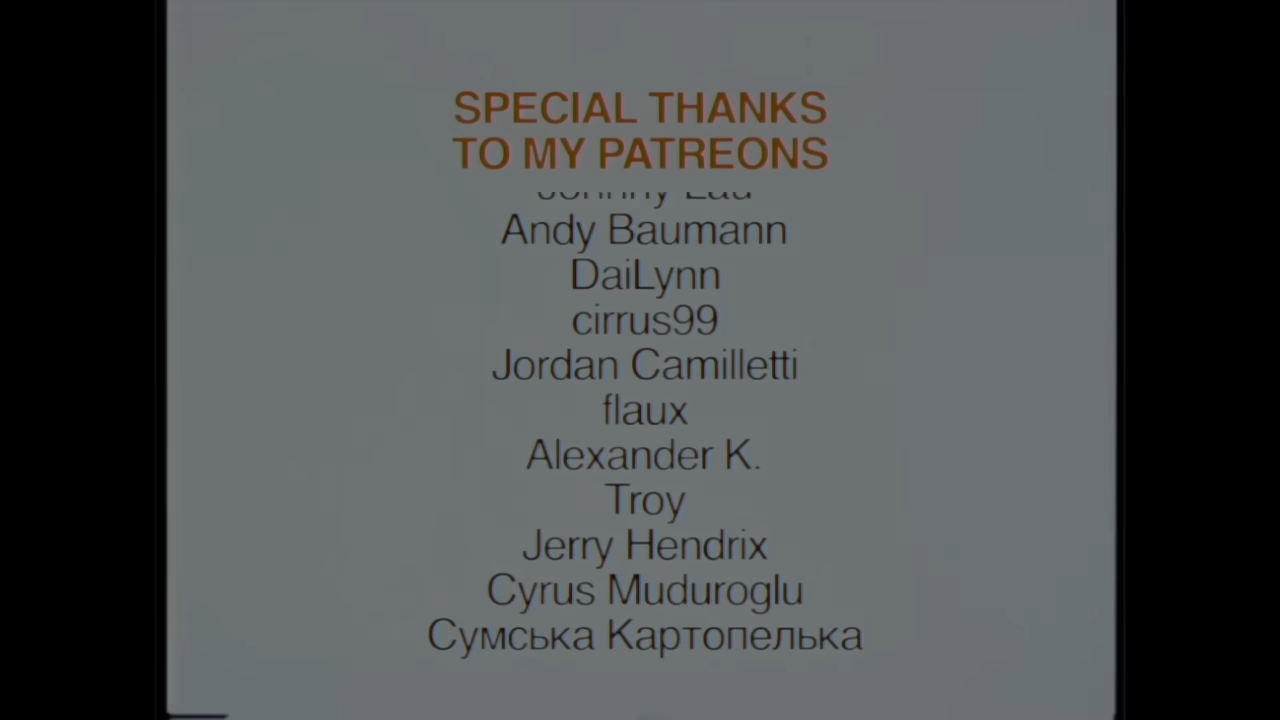 SPECIAL THANKS
TO MY PATREONS
Andy Baumann
DaiLynn
cirrus99
Jordan Camilletti
flaux
Alexander K.
Troy
Jerry Hendrix
Cyrus Muduroglu
Сумська Картопелька